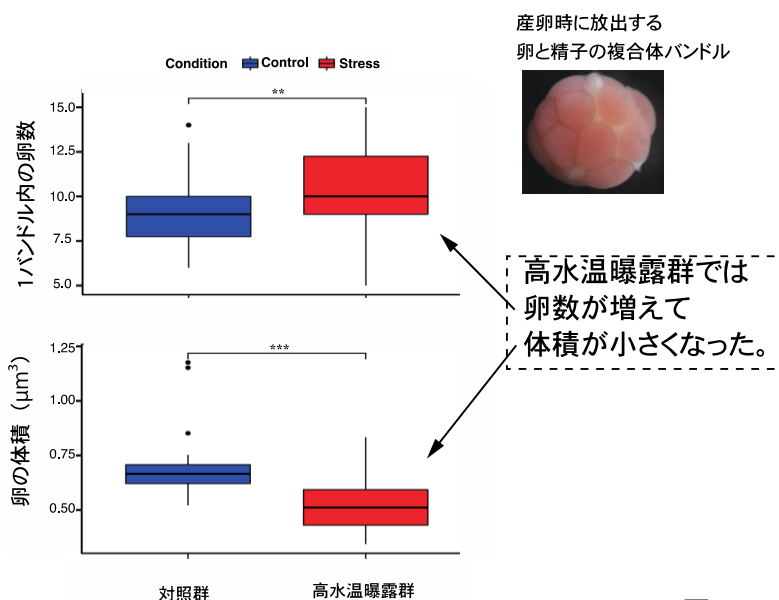 産卵時に放出する
卵と精子の複合体バンドル
Condition Control Stress
**
1バンドル内の卵数
15.0
12.5
10.0
7.5
5.0
高水温曝露群では
卵数が増えて
体積が小さくなった。
***
卵の体積（μm³）
1.25
1.00
0.75
0.50
対照群
高水温曝露群